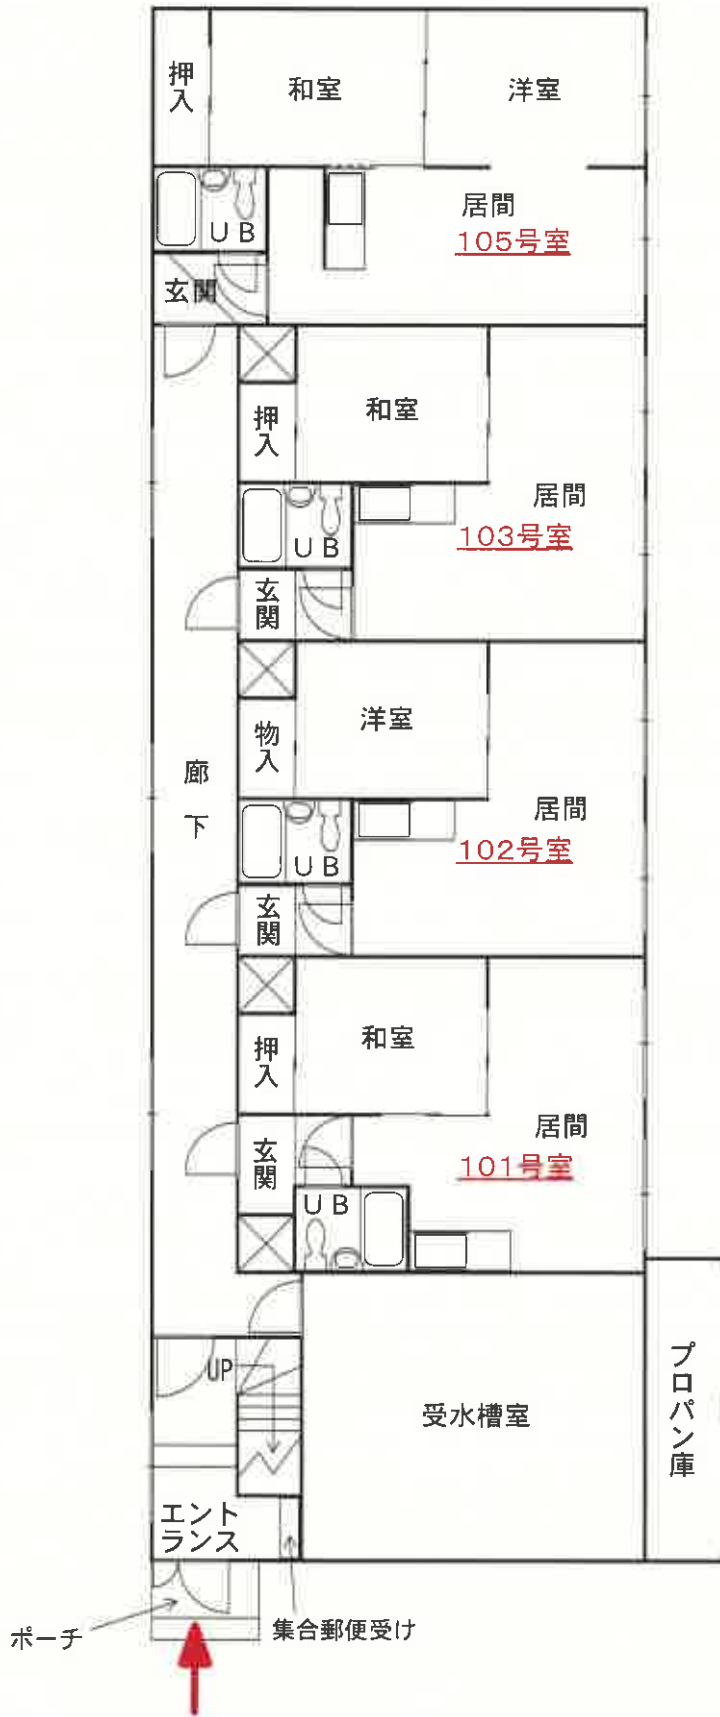 押入
和室
洋室
居間
105号室
UB
玄関
和室
押入
居間
103号室
UB
玄関
洋室
物入
廊下
居間
102号室
UB
玄関
和室
押入
居間
101号室
玄関
UB
プロパン庫
UP
受水槽室
エント
ランス
ポーチ
集合郵便受け